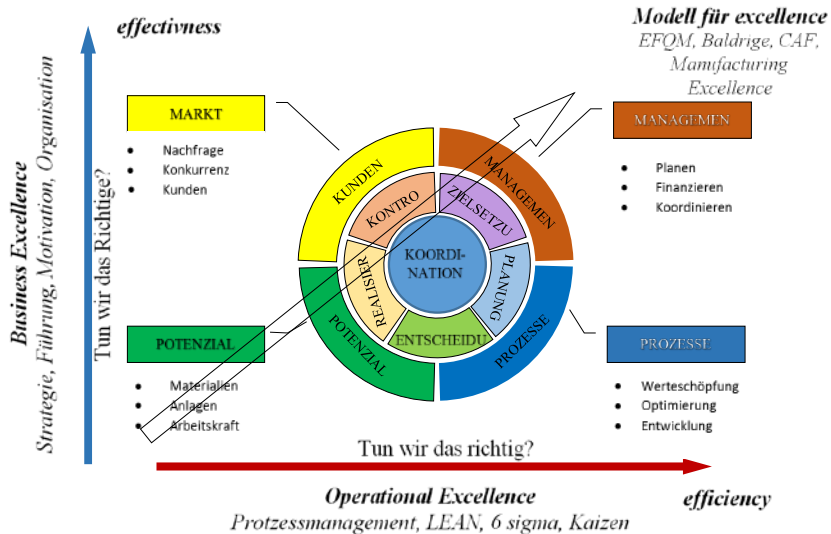 effectivness
Modell für excellence
EFQM, Baldrige, CAF,
Manufacturing
Excellence
Business Excellence
Strategie, Führung, Motivation, Organisation
Tun wir das Richtige?
MARKT
Nachfrage
Konkurrenz
Kunden
MANAGEMEN
Planen
Finanzieren
Koordinieren
KUNDEN
MANAGEMEN
KONTRO
ZIELSETZU
KOORDI-
NATION
REALISIER
PLANUNG
ENTSCHEIDU
POTENZIAL
PROZESSE
POTENZIAL
Materialien
Anlagen
Arbeitskraft
PROZESSE
Werteschöpfung
Optimierung
Entwicklung
Tun wir das richtig?
Operational Excellence
efficiency
Protzessmanagement, LEAN, 6 sigma, Kaizen